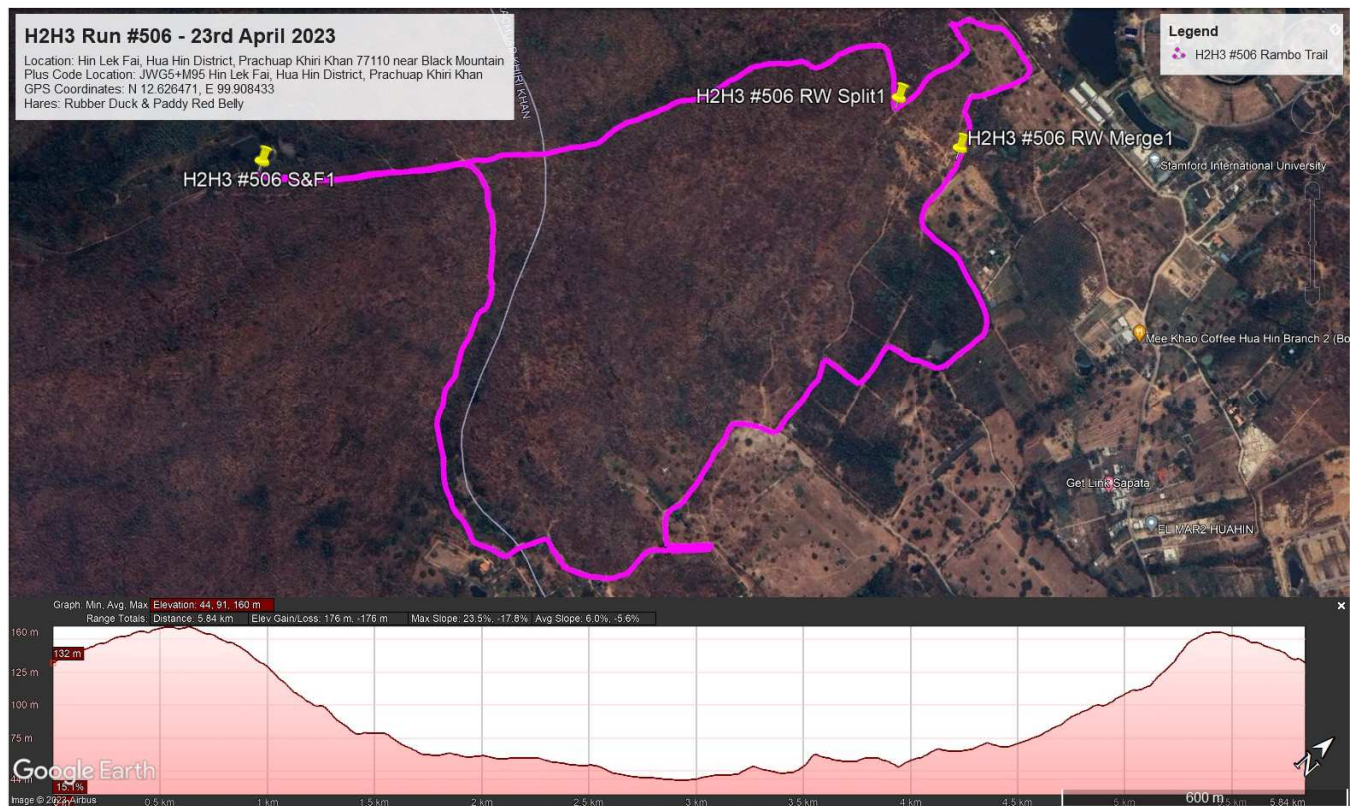 H2H3 Run #506 - 23rd April 2023
Location: Hin Lek Fai, Hua Hin District, Prachuap Khiri Khan 77110 near Black Mountain
Plus Code Location: JWG5+M95 Hin Lek Fai, Hua Hin District, Prachuap Khiri Khan
GPS Coordinates: N 12.626471, E 99.908433
Hares: Rubber Duck & Paddy Red Belly
Legend
H2H3 #506 Rambo Trail
KHIRI KHAN
H2H3 #506 RW Split1
H2H3 #506 RW Merge1
H2H3 #506 S&F1
Stamford International University
Mee Khao Coffee Hua Hin Branch 2 (Bo
Get Link Sapata
EL MAR2 HUAHIN
Graph: Min, Avg, Max Elevation: 44, 91, 160 m
Range Totals: Distance: 5.84 km Elev Gain/Loss: 176 m, -176 m Max Slope: 23.5%, -17.8% Avg Slope: 6.0%, -5.6%
160 m
132 m
125 m
100 m
75 m
44 m
Google Earth
15.1%
Image © 2023 Airbus
0.5 km 1 km 1.5 km 2 km 2.5 km 3 km 3.5 km 4 km 4.5 km 5 km 5.84 km
600 m
N